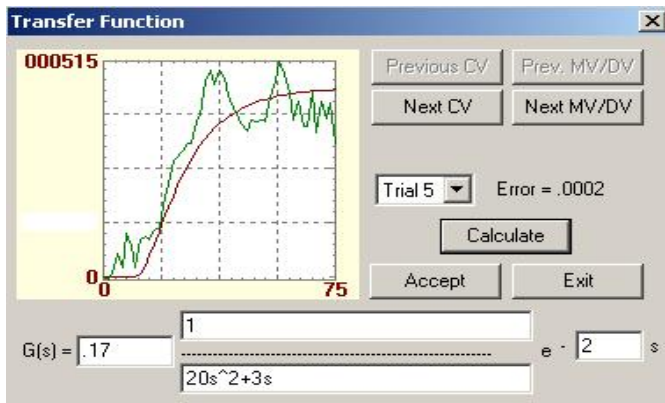 Transfer Function
000515
0
0
75
Previous CV
Prev. MV/DV
Next CV
Next MV/DV
Trial 5
Error = .0002
Calculate
Accept
Exit
G(s) = .17
1
--------------------------------------------------------------
e - 2 s
20s^2+3s